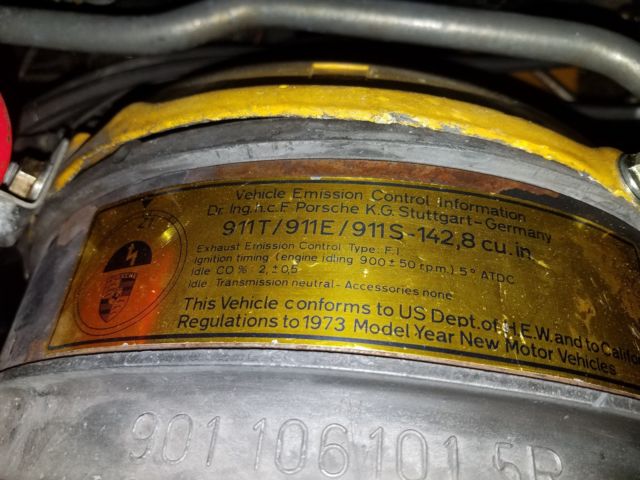 Vehicle Emission Control Information
Dr. Ing. h.c. F. Porsche K.G. Stuttgart-Germany
911T/911E/911S-142,8 cu. in.
Exhaust Emission Control Type: F.I
Ignition timing (engine idling 900 ± 50 rpm.) 5° ATDC
Idle CO % : 2, ± 0,5
Idle: Transmission neutral - Accessories none
This Vehicle conforms to US Dept. of H.E.W. and to Califor
Regulations to 1973 Model Year New Motor Vehicles
Z1
PORSCHE
901 106 101 5R